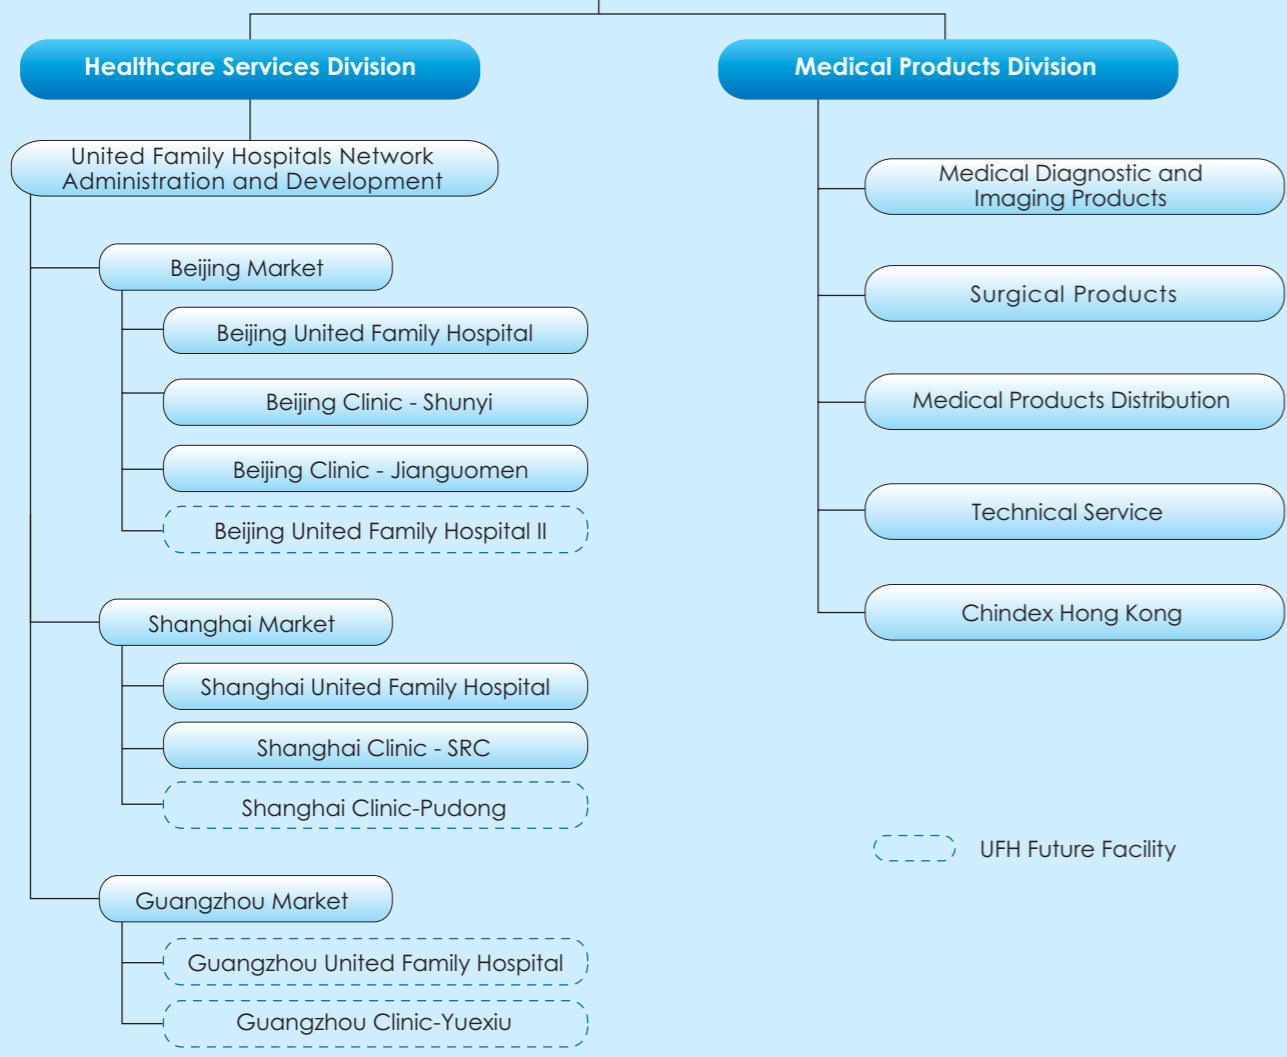 Healthcare Services Division
United Family Hospitals Network
Administration and Development
Beijing Market
Beijing United Family Hospital
Beijing Clinic - Shunyi
Beijing Clinic - Jianguomen
Beijing United Family Hospital II
Shanghai Market
Shanghai United Family Hospital
Shanghai Clinic - SRC
Shanghai Clinic-Pudong
Guangzhou Market
Guangzhou United Family Hospital
Guangzhou Clinic-Yuexiu
Medical Products Division
Medical Diagnostic and
Imaging Products
Surgical Products
Medical Products Distribution
Technical Service
Chindex Hong Kong
UFH Future Facility